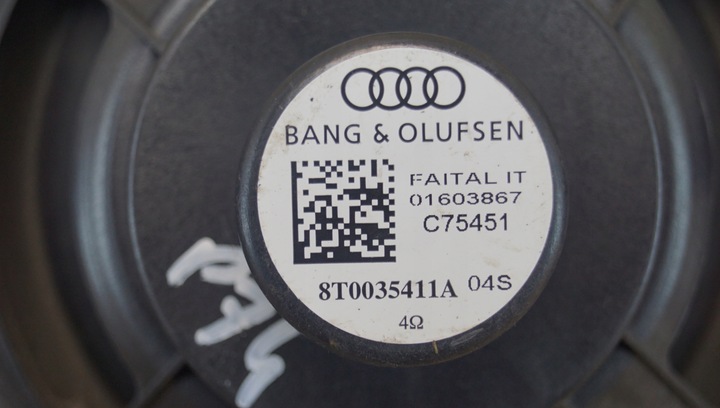 BANG & OLUFSEN
FAITAL IT
01603867
C75451
8T0035411A 04S
4Ω